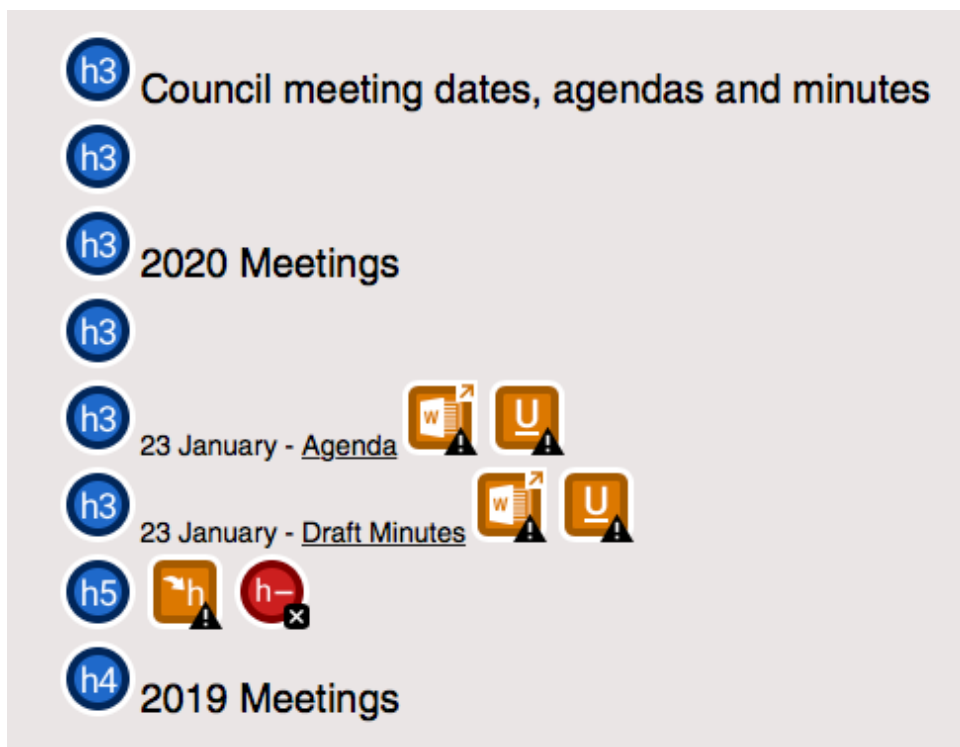 h3 Council meeting dates, agendas and minutes
h3
h3 2020 Meetings
h3
h3 23 January - Agenda W U
h3 23 January - Draft Minutes W U
h5 h h-
h4 2019 Meetings